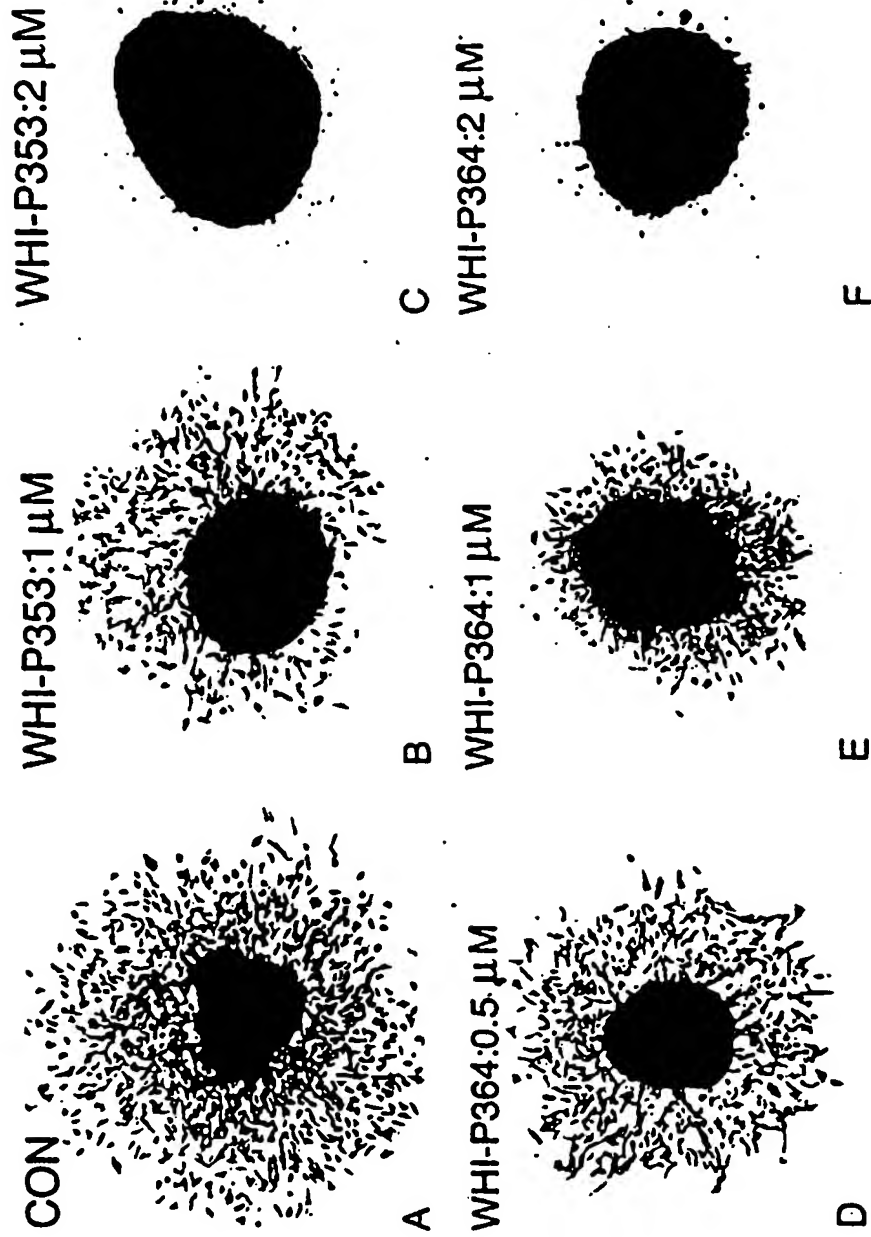 CON
WHI-P353:1 µM
WHI-P353:2 µM
A
B
C
WHI-P364:0.5 µM
WHI-P364:1 µM
WHI-P364:2 µM
D
E
F